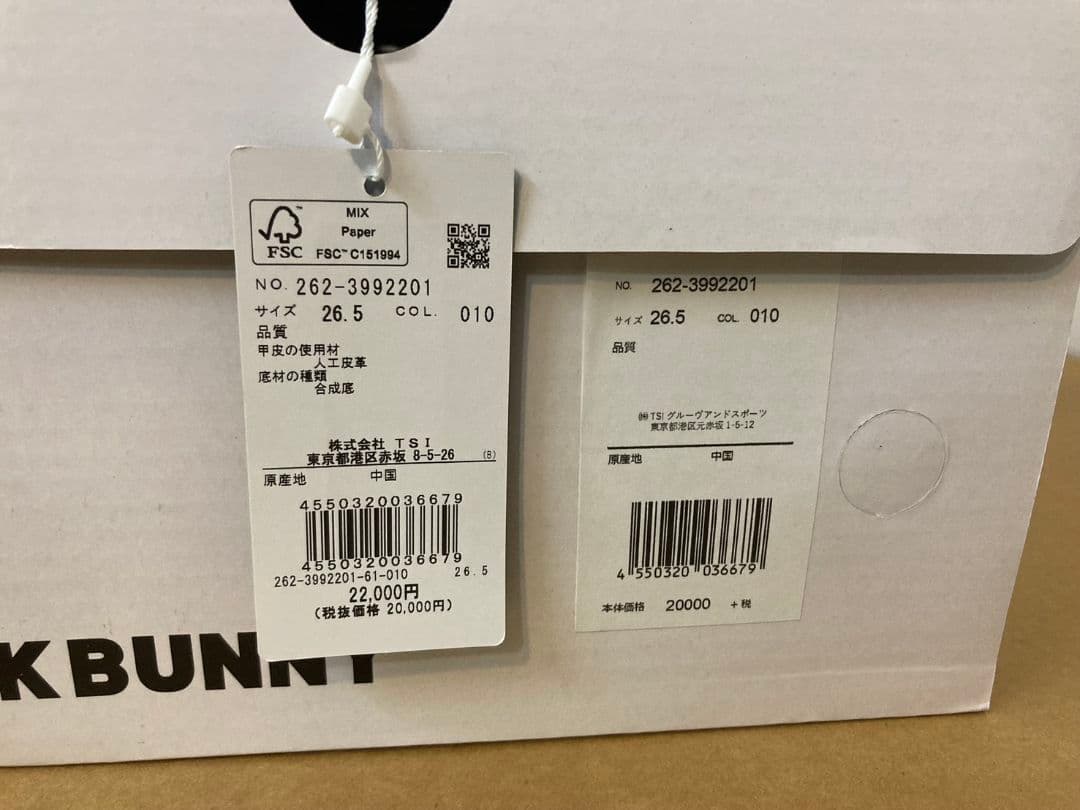 FSC
MIX
Paper
FSC™ C151994
NO. 262-3992201
サイズ 26.5 COL. 010
品質
甲皮の使用材
人工皮革
底材の種類
合成底
株式会社 TSI
東京都港区赤坂 8-5-26 (B)
原産地 中国
4550320036679
4550320036679
262-3992201-61-010 26.5
22,000円
(税抜価格 20,000円)
NO. 262-3992201
サイズ 26.5 COL. 010
品質
㈱TSIグルーヴアンドスポーツ
東京都港区元赤坂 1-5-12
原産地 中国
4 550320 036679
本体価格 20000 +税
K BUNNY